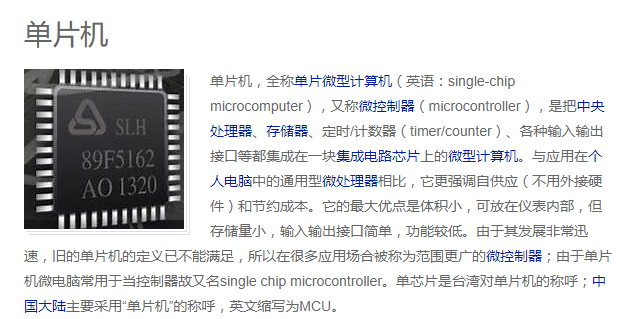 单片机
SLH
89F5162
AO 1320
单片机，全称单片微型计算机（英语：single-chip
microcomputer），又称微控制器（microcontroller），是把中央
处理器、存储器、定时/计数器（timer/counter）、各种输入输出
接口等都集成在一块集成电路芯片上的微型计算机。与应用在个
人电脑中的通用型微处理器相比，它更强调自供应（不用外接硬
件）和节约成本。它的最大优点是体积小，可放在仪表内部，但
存储量小，输入输出接口简单，功能较低。由于其发展非常迅
速，旧的单片机的定义已不能满足，所以在很多应用场合被称为范围更广的微控制器；由于单片
机微电脑常用于当控制器故又名single chip microcontroller。单芯片是台湾对单片机的称呼；中
国大陆主要采用“单片机”的称呼，英文缩写为MCU。